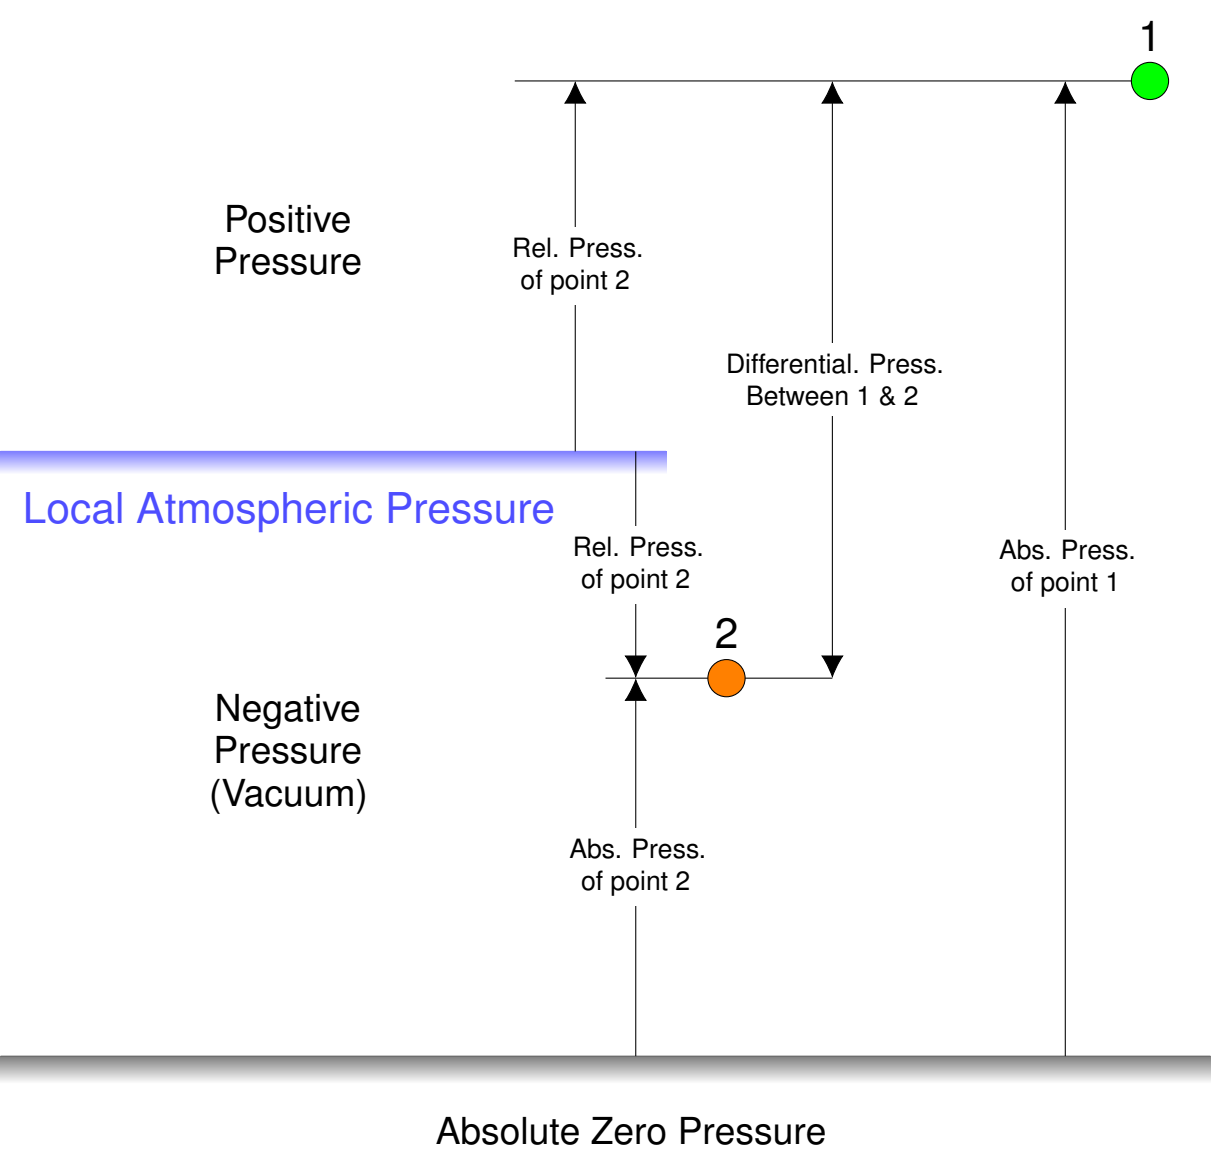 1
Positive
Pressure
Rel. Press.
of point 2
Differential. Press.
Between 1 & 2
Local Atmospheric Pressure
Rel. Press.
of point 2
Abs. Press.
of point 1
2
Negative
Pressure
(Vacuum)
Abs. Press.
of point 2
Absolute Zero Pressure